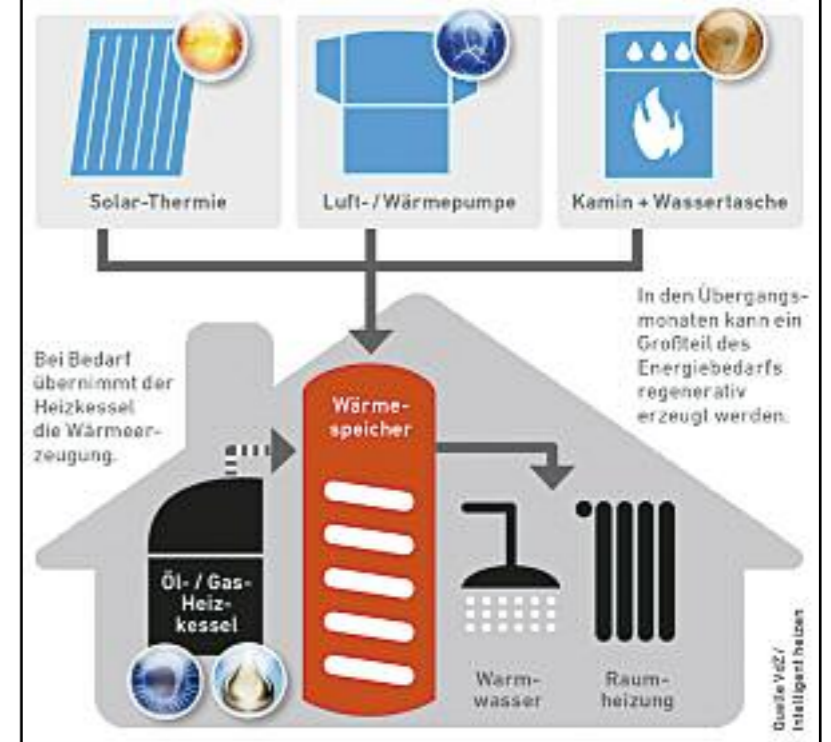 Solar-Thermie
Luft- / Wärmepumpe
Kamin + Wassertasche
In den Übergangs-
monaten kann ein
Großteil des
Energiebedarfs
regenerativ
erzeugt werden.
Bei Bedarf
übernimmt der
Heizkessel
die Wärmeer-
zeugung.
Wärme-
speicher
Öl- / Gas-
Heiz-
kessel
Warm-
wasser
Raum-
heizung
Quelle VdZ /
Intelligent heizen